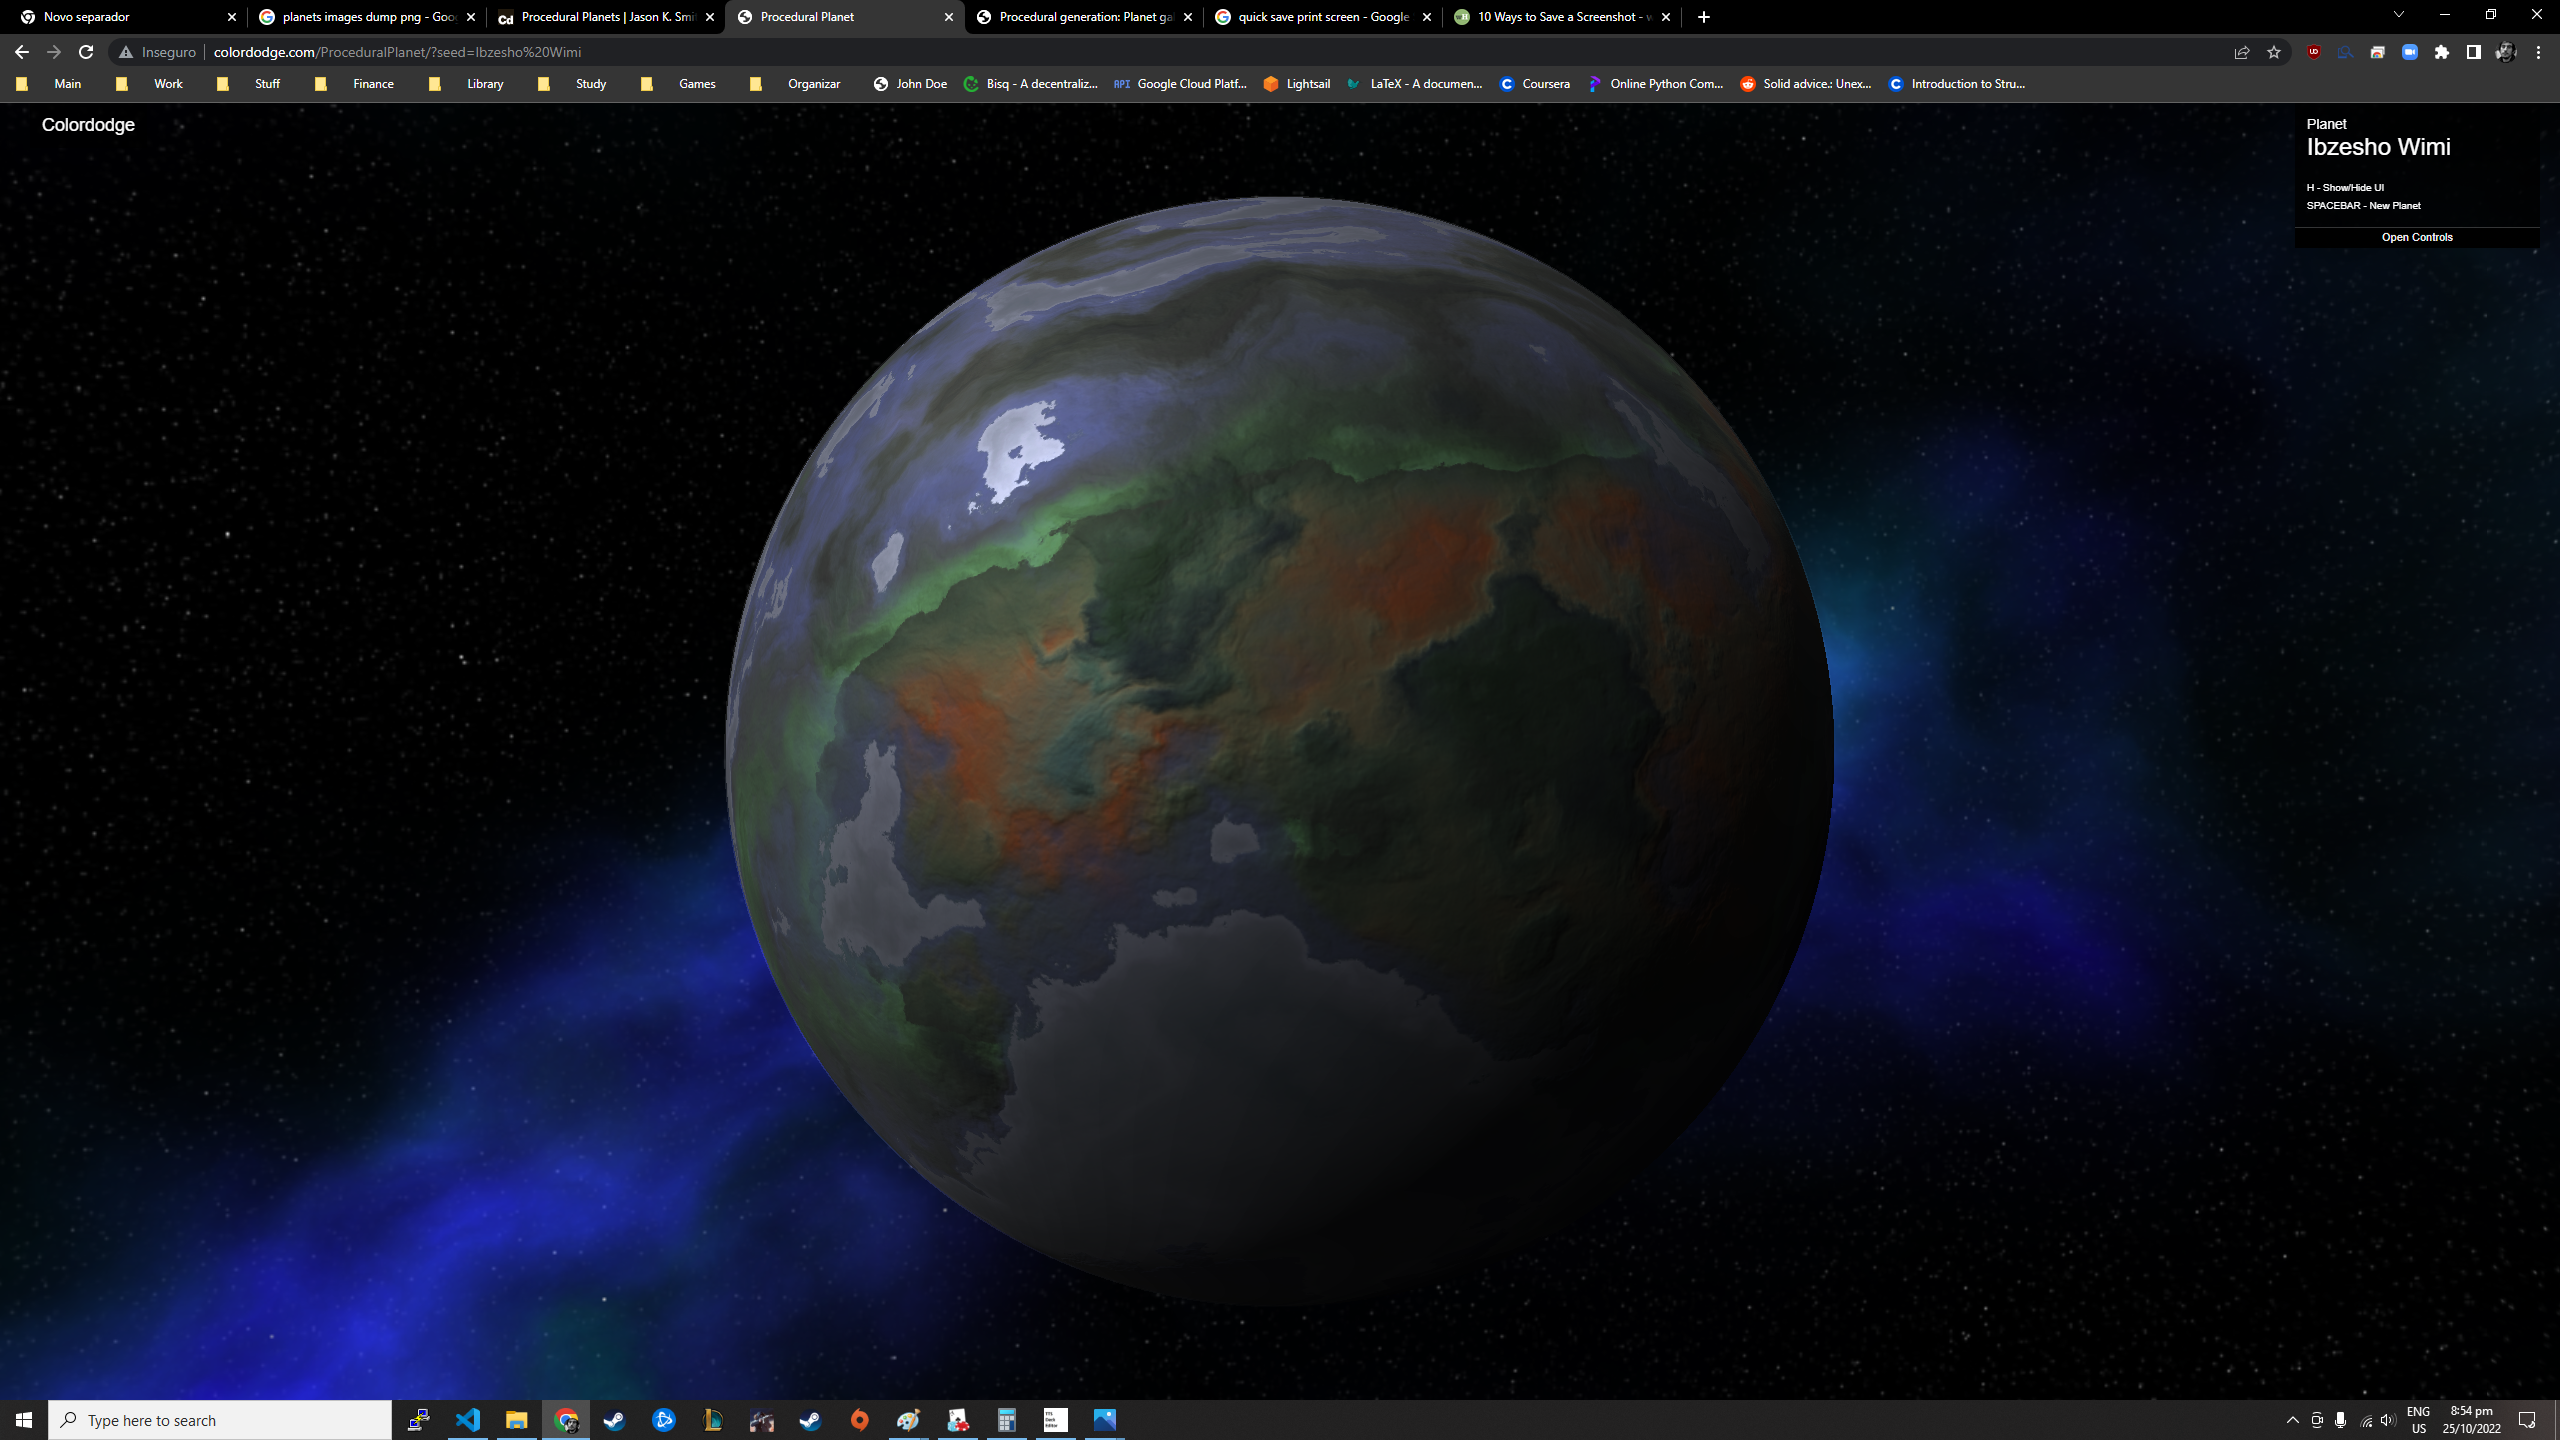 Novo separador
planets images dump png - Goo
Procedural Planets | Jason K. Smi
Procedural Planet
Procedural generation: Planet ga
quick save print screen - Google
10 Ways to Save a Screenshot - w
Inseguro
colordodge.com/ProceduralPlanet/?seed=Ibzesho%20Wimi
Main
Work
Stuff
Finance
Library
Study
Games
Organizar
John Doe
Bisq - A decentraliz...
API
Google Cloud Platf...
Lightsail
LaTeX - A documen...
Coursera
Online Python Com...
Solid advice.: Unex...
Introduction to Stru...
Colordodge
Planet
Ibzesho Wimi
H - Show/Hide UI
SPACEBAR - New Planet
Open Controls
Type here to search
TTS
Deck
Editor
ENG
US
8:54 pm
25/10/2022